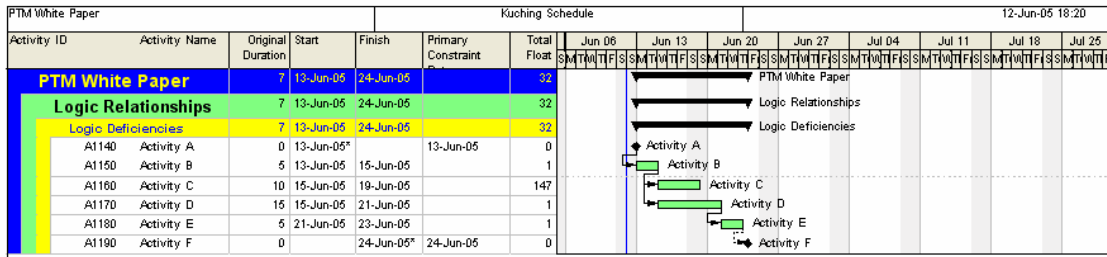 PTM White Paper Kuching Schedule 12-Jun-05 18:20
Activity ID Activity Name Original Start Finish Primary Total Jun 06 Jun 13 Jun 20 Jun 27 Jul 04 Jul 11 Jul 18 Jul 25
Duration Constraint Float
PTM White Paper 7 13-Jun-05 24-Jun-05 32 PTM White Paper
Logic Relationships 7 13-Jun-05 24-Jun-05 32 Logic Relationships
Logic Deficiencies 7 13-Jun-05 24-Jun-05 32 Logic Deficiencies
A1140 Activity A 0 13-Jun-05* 13-Jun-05 0 Activity A
A1150 Activity B 5 13-Jun-05 15-Jun-05 1 Activity B
A1160 Activity C 10 15-Jun-05 19-Jun-05 147 Activity C
A1170 Activity D 15 15-Jun-05 21-Jun-05 1 Activity D
A1180 Activity E 5 21-Jun-05 23-Jun-05 1 Activity E
A1190 Activity F 0 24-Jun-05* 24-Jun-05 0 Activity F